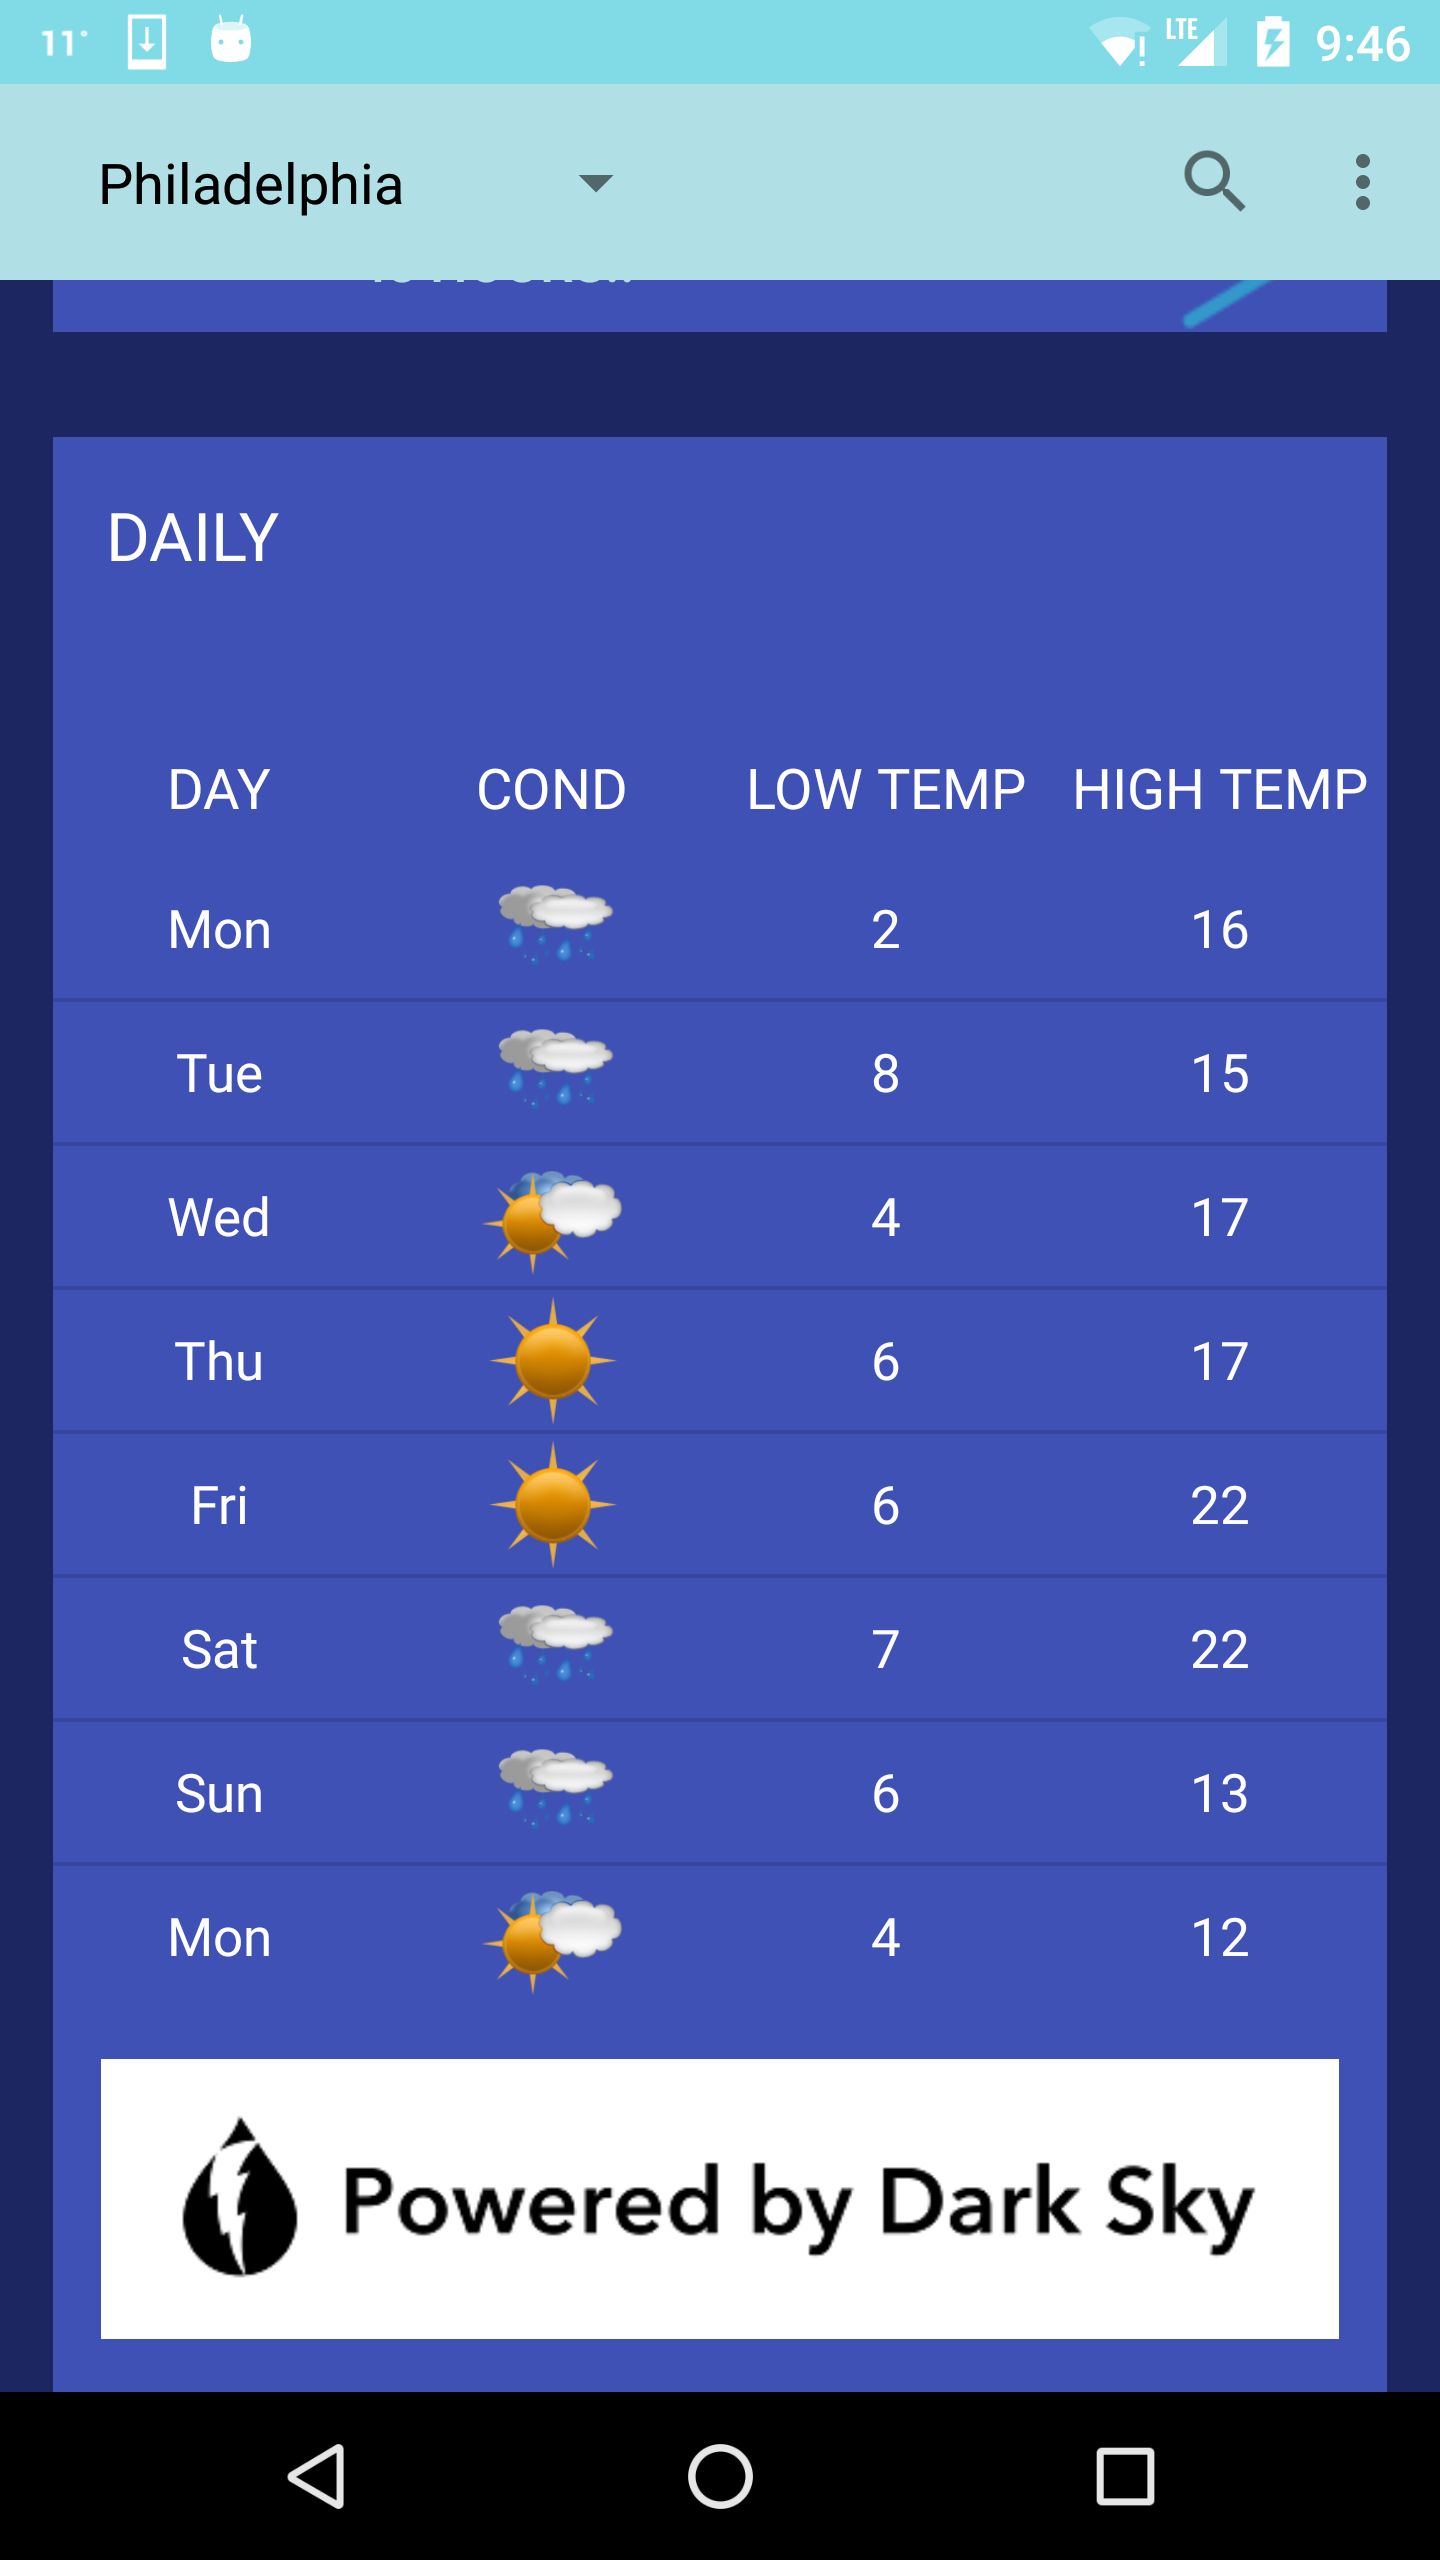 11°
LTE
9:46
Philadelphia
DAILY
DAY COND LOW TEMP HIGH TEMP
Mon 2 16
Tue 8 15
Wed 4 17
Thu 6 17
Fri 6 22
Sat 7 22
Sun 6 13
Mon 4 12
Powered by Dark Sky